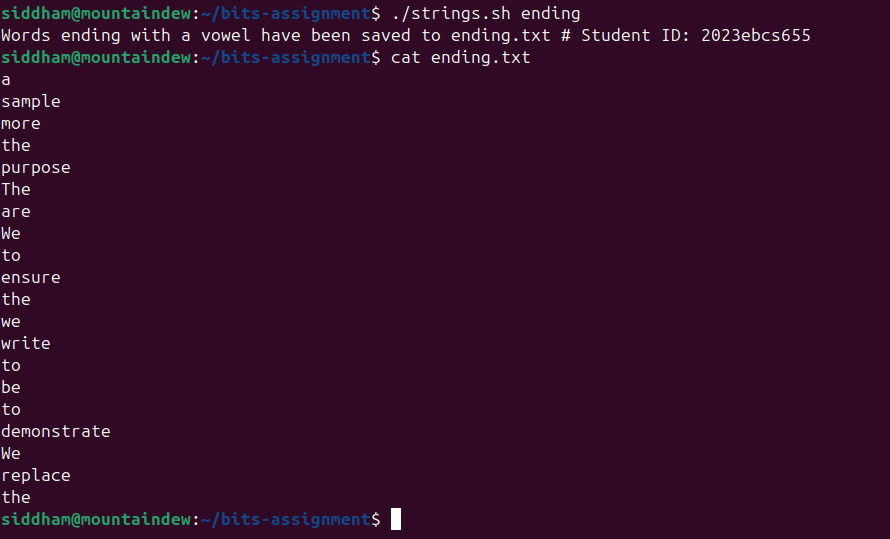 siddham@mountaindew:~/bits-assignment$ ./strings.sh ending
Words ending with a vowel have been saved to ending.txt # Student ID: 2023ebcs655
siddham@mountaindew:~/bits-assignment$ cat ending.txt
a
sample
more
the
purpose
The
are
We
to
ensure
the
we
write
to
be
to
demonstrate
We
replace
the
siddham@mountaindew:~/bits-assignment$